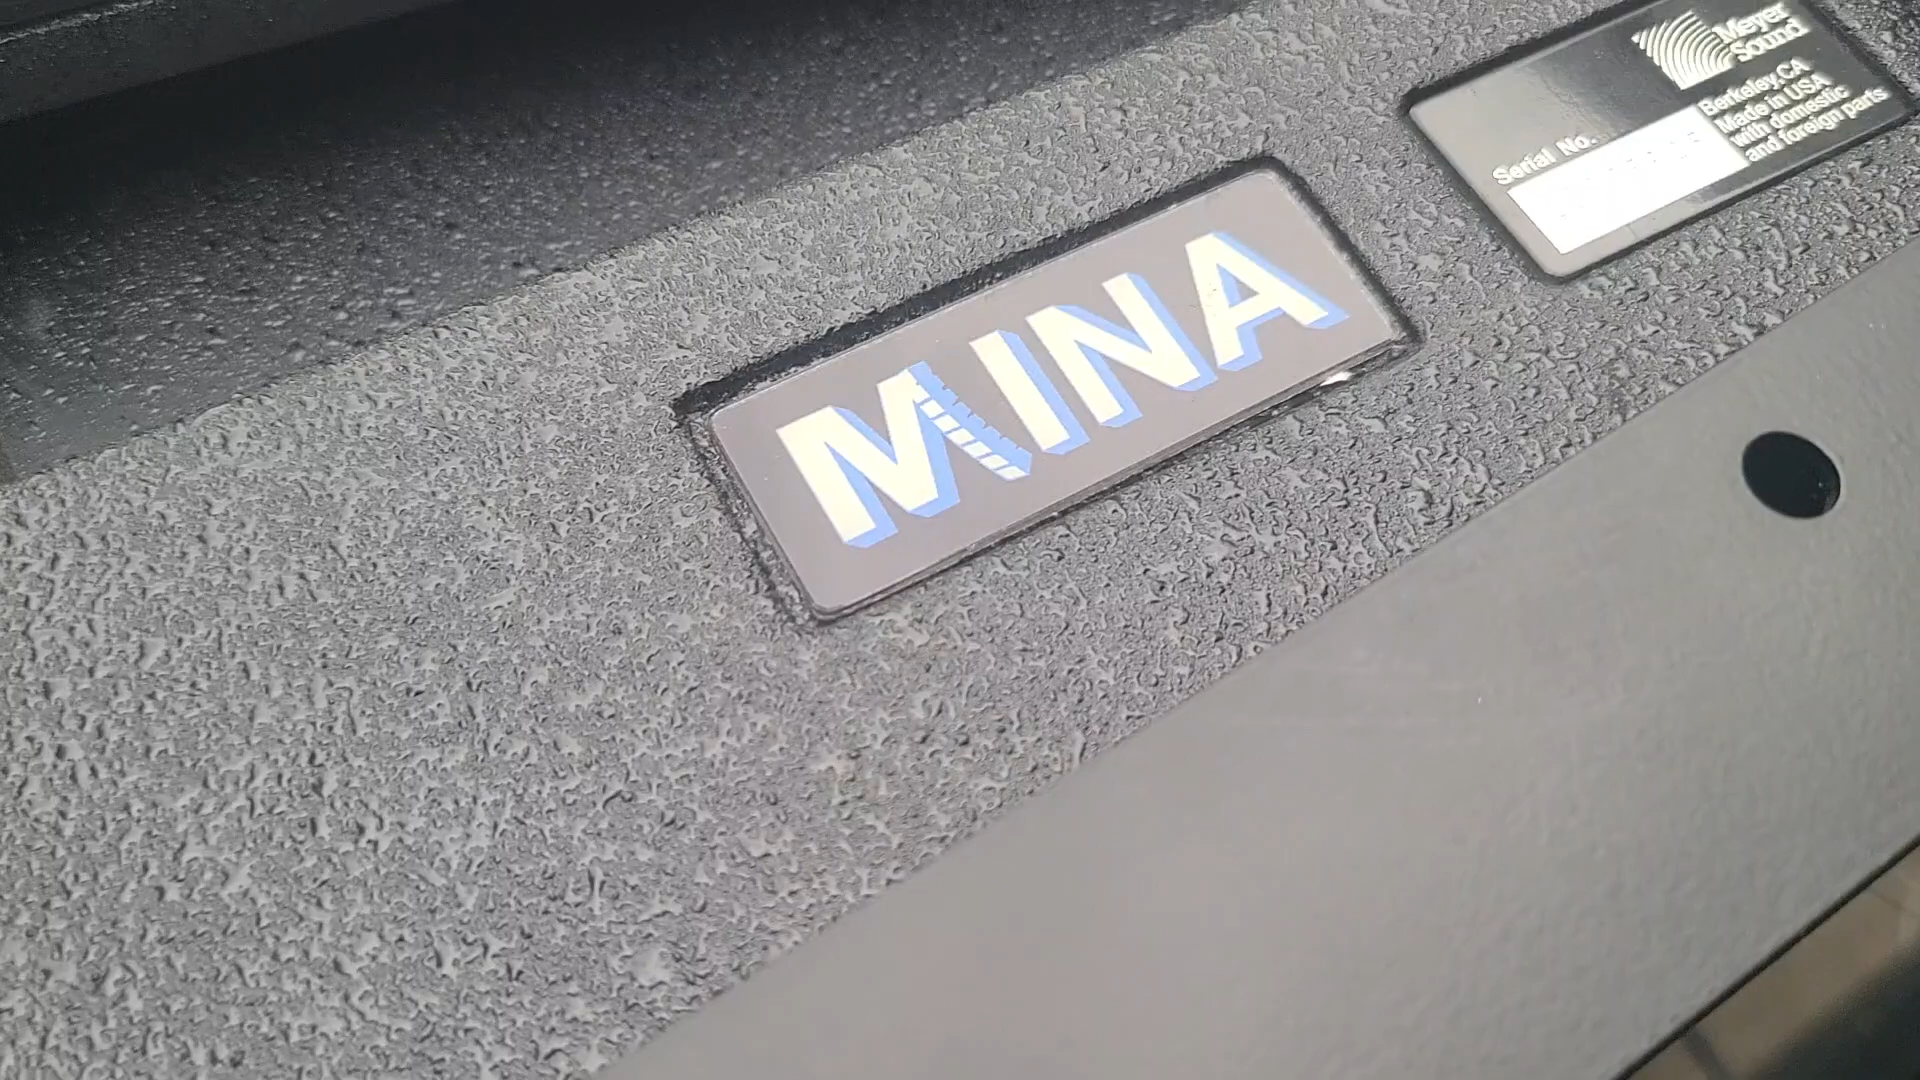 MINA
Meyer
Sound
Berkeley, CA
Made in USA
with domestic
and foreign parts
Serial No.